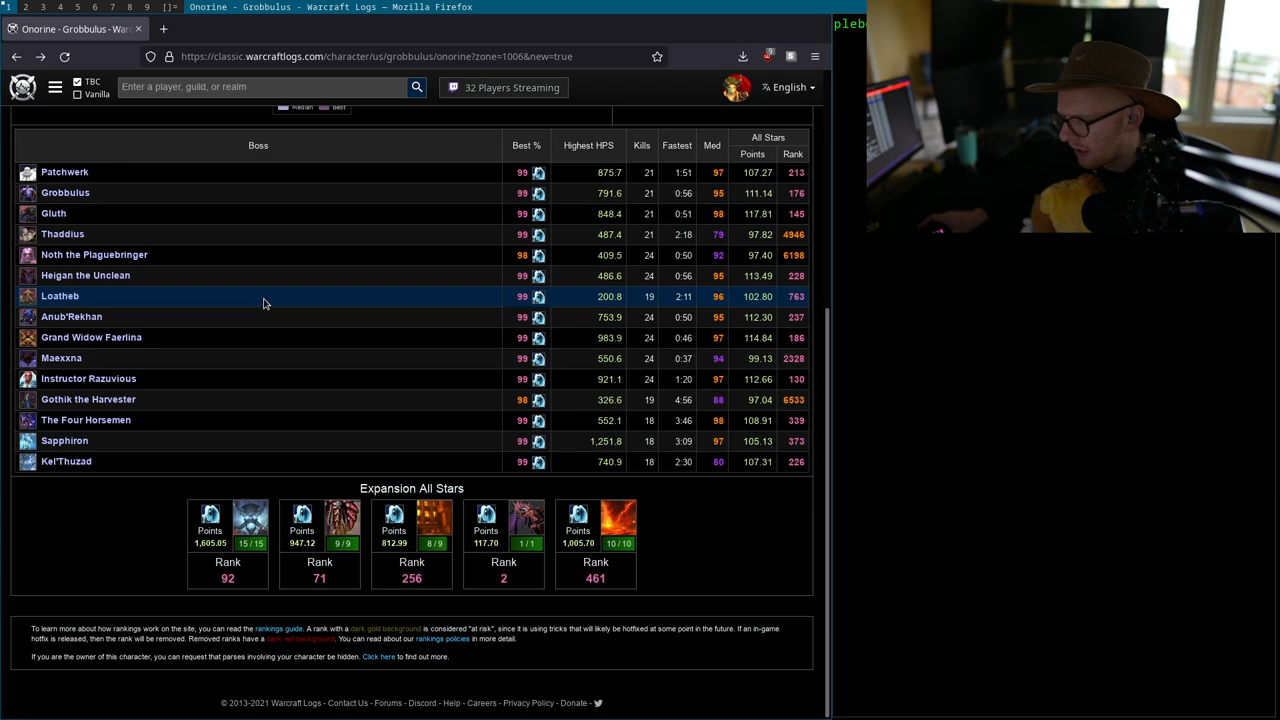 1 2 3 4 5 6 7 8 9 []= Onorine - Grobbulus - Warcraft Logs — Mozilla Firefox
Onorine - Grobbulus - War
pleb
https://classic.warcraftlogs.com/character/us/grobbulus/onorine?zone=1006&new=true
TBC
Vanilla
Enter a player, guild, or realm
32 Players Streaming
English
Median Best
Boss Best % Highest HPS Kills Fastest Med All Stars
Points Rank
Patchwerk 99 875.7 21 1:51 97 107.27 213
Grobbulus 99 791.6 21 0:56 95 111.14 176
Gluth 99 848.4 21 0:51 98 117.81 145
Thaddius 99 487.4 21 2:18 79 97.82 4946
Noth the Plaguebringer 98 409.5 24 0:50 92 97.40 6198
Heigan the Unclean 99 486.6 24 0:56 95 113.49 228
Loatheb 99 200.8 19 2:11 96 102.80 763
Anub'Rekhan 99 753.9 24 0:50 95 112.30 237
Grand Widow Faerlina 99 983.9 24 0:46 97 114.84 186
Maexxna 99 550.6 24 0:37 94 99.13 2328
Instructor Razuvious 99 921.1 24 1:20 97 112.66 130
Gothik the Harvester 98 326.6 19 4:56 88 97.04 6533
The Four Horsemen 99 552.1 18 3:46 98 108.91 339
Sapphiron 99 1,251.8 18 3:09 97 105.13 373
Kel'Thuzad 99 740.9 18 2:30 80 107.31 226
Expansion All Stars
Points Points Points Points Points
1,605.05 15 / 15 947.12 9 / 9 812.99 8 / 9 117.70 1 / 1 1,005.70 10 / 10
Rank Rank Rank Rank Rank
92 71 256 2 461
To learn more about how rankings work on the site, you can read the rankings guide. A rank with a dark gold background is considered "at risk", since it is using tricks that will likely be hotfixed at some point in the future. If an in-game
hotfix is released, then the rank will be removed. Removed ranks have a dark red background. You can read about our rankings policies in more detail.
If you are the owner of this character, you can request that parses involving your character be hidden. Click here to find out more.
© 2013-2021 Warcraft Logs - Contact Us - Forums - Discord - Help - Careers - Privacy Policy - Donate -